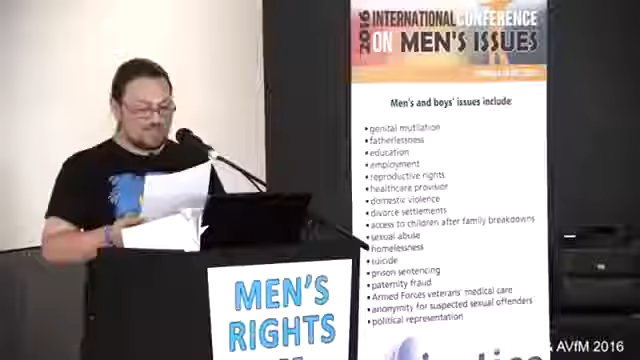 2016 INTERNATIONAL CONFERENCE
ON MEN'S ISSUES
Men's and boys' issues include:
• genital mutilation
• fatherlessness
• education
• employment
• reproductive rights
• healthcare provision
• domestic violence
• divorce settlements
• access to children after family breakdowns
• sexual abuse
• homelessness
• suicide
• prison sentencing
• paternity fraud
• Armed Forces veterans' medical care
• anonymity for suspected sexual offenders
• political representation
MEN'S
RIGHTS
& AVfM 2016